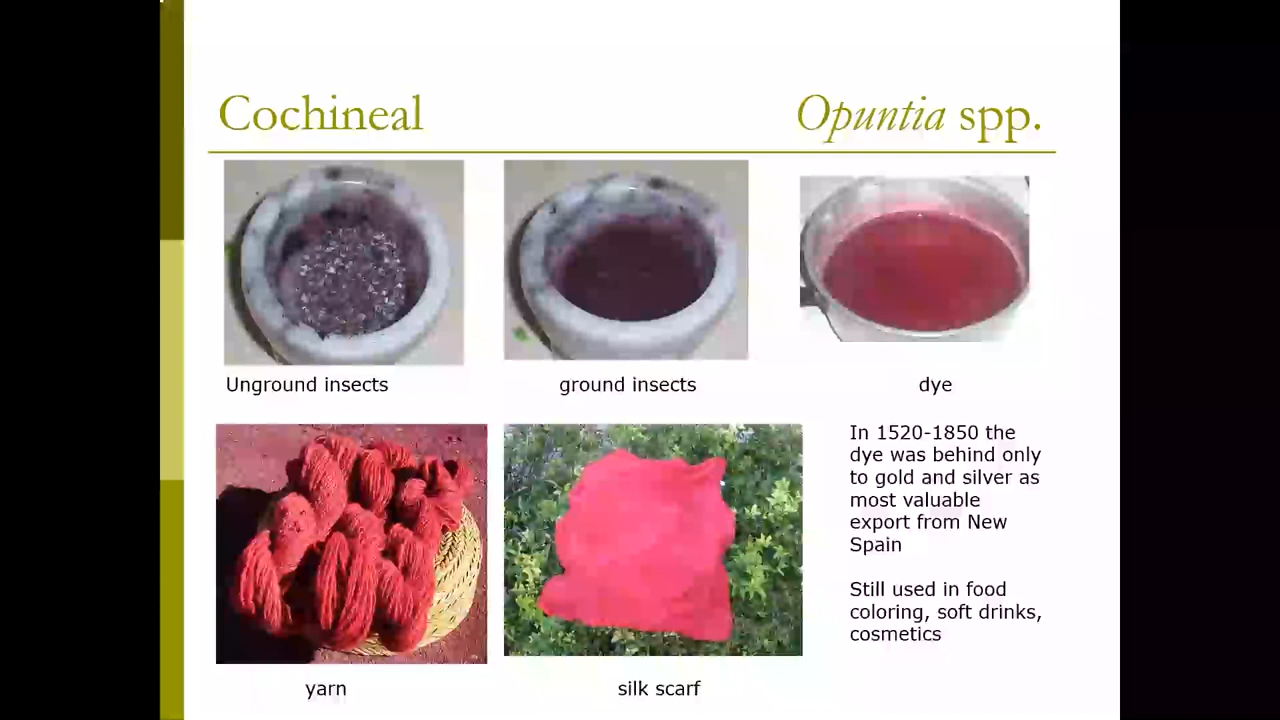 Cochineal
Opuntia spp.
Unground insects
ground insects
dye
In 1520-1850 the
dye was behind only
to gold and silver as
most valuable
export from New
Spain
Still used in food
coloring, soft drinks,
cosmetics
yarn
silk scarf